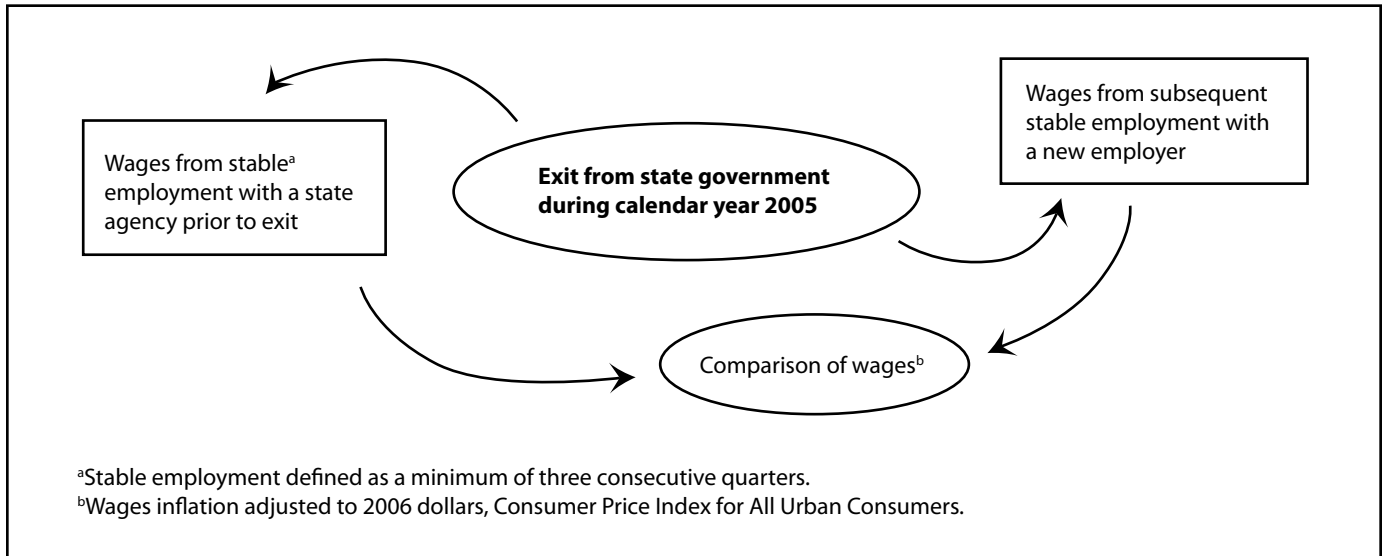 Wages from stableᵃ
employment with a state
agency prior to exit
Exit from state government
during calendar year 2005
Wages from subsequent
stable employment with
a new employer
Comparison of wagesᵇ
ᵃStable employment defined as a minimum of three consecutive quarters.
ᵇWages inflation adjusted to 2006 dollars, Consumer Price Index for All Urban Consumers.